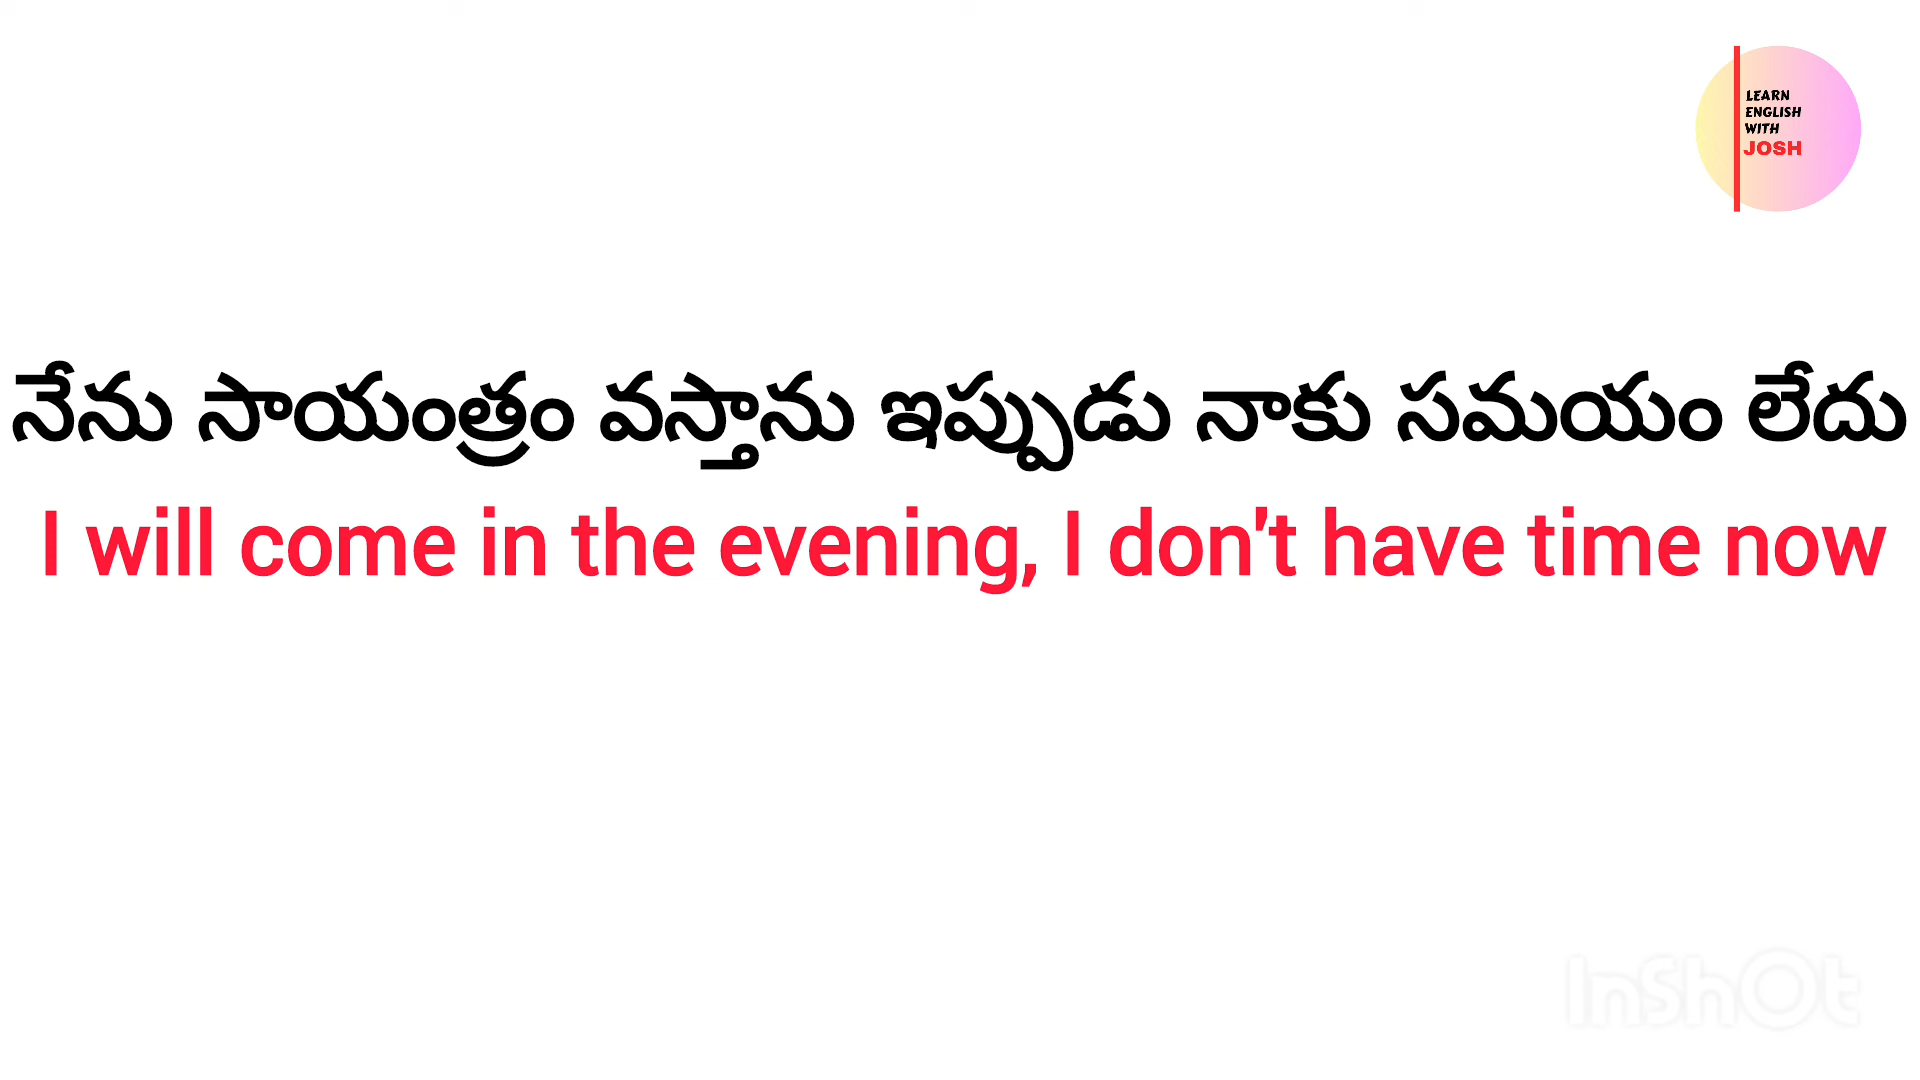 LEARN
ENGLISH
WITH
JOSH
నేను సాయంత్రం వస్తాను ఇప్పుడు నాకు సమయం లేదు
I will come in the evening, I don't have time now
InShOt